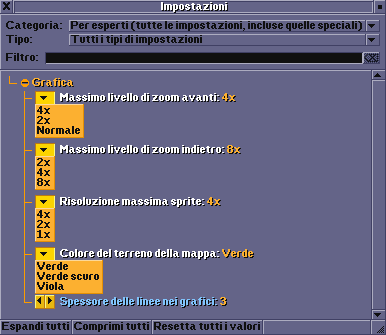 Impostazioni
Categoria: Per esperti (tutte le impostazioni, incluse quelle speciali)
Tipo: Tutti i tipi di impostazioni
Filtro:
Grafica
Massimo livello di zoom avanti: 4x
4x
2x
Normale
Massimo livello di zoom indietro: 8x
2x
4x
8x
Risoluzione massima sprite: 4x
4x
2x
1x
Colore del terreno della mappa: Verde
Verde
Verde scuro
Viola
Spessore delle linee nei grafici: 3
Espandi tutti Comprimi tutti Resetta tutti i valori